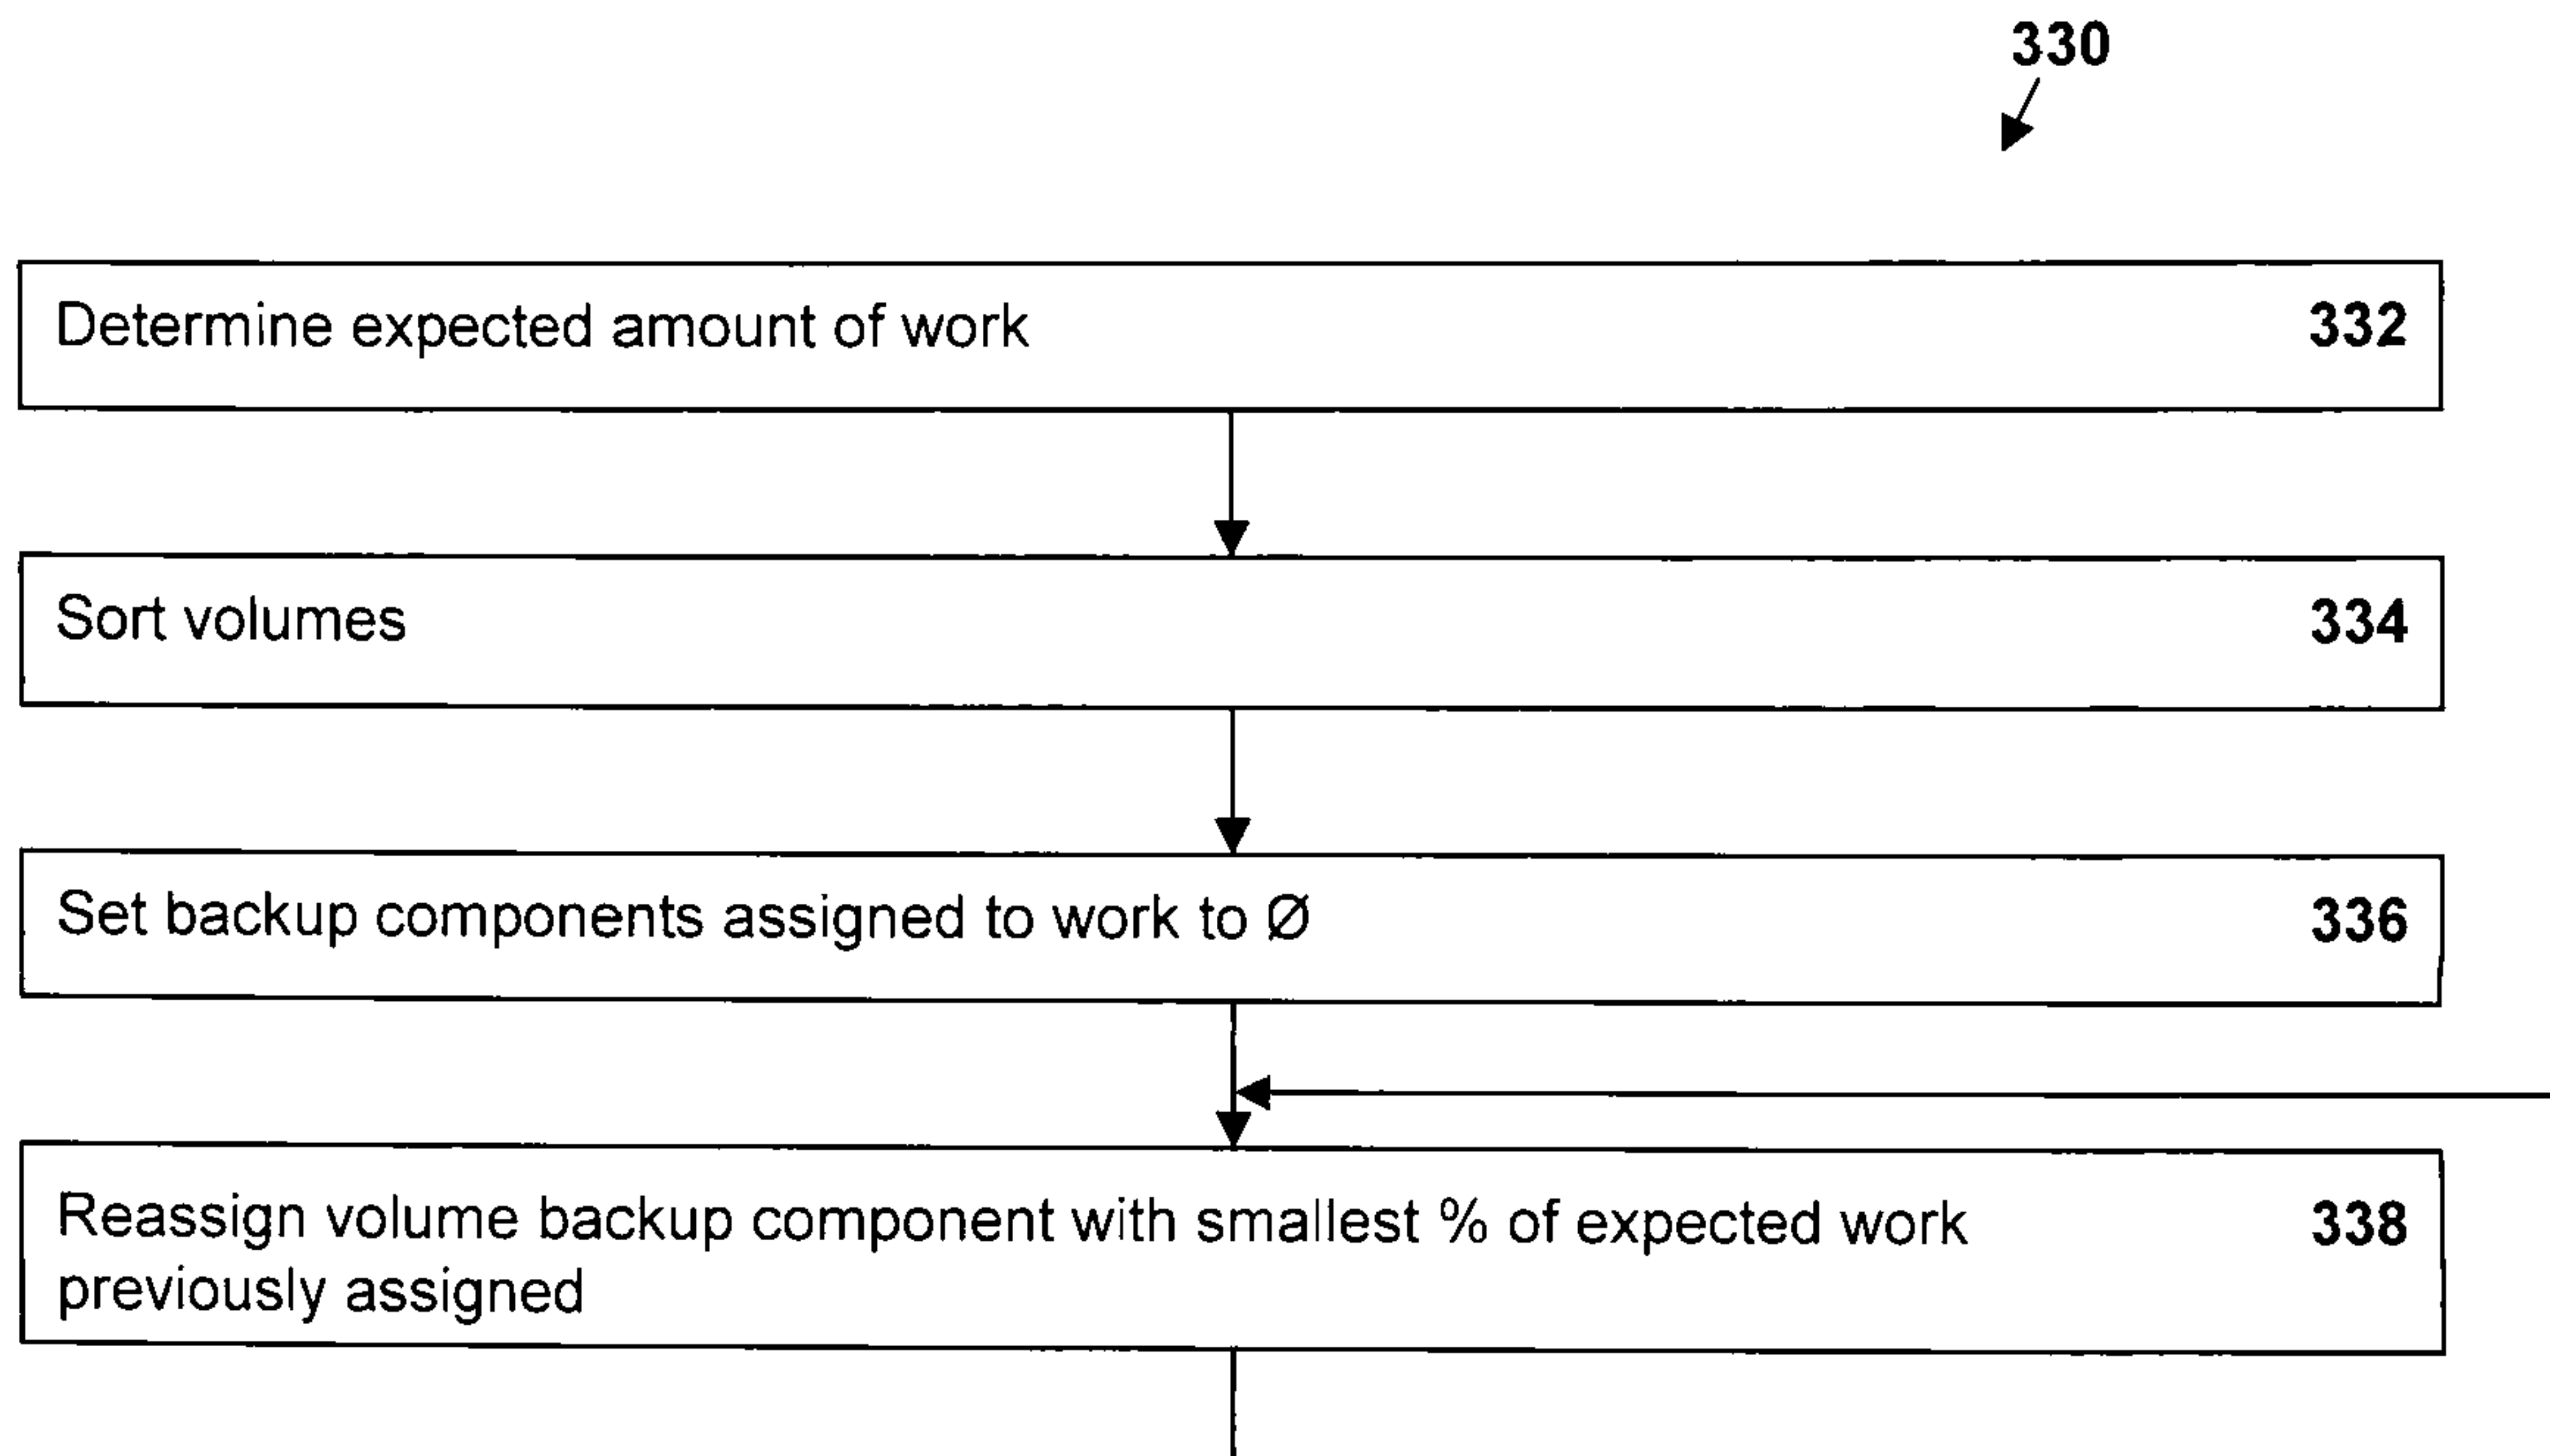 330
Determine expected amount of work 332
Sort volumes 334
Set backup components assigned to work to Ø 336
Reassign volume backup component with smallest % of expected work 338
previously assigned